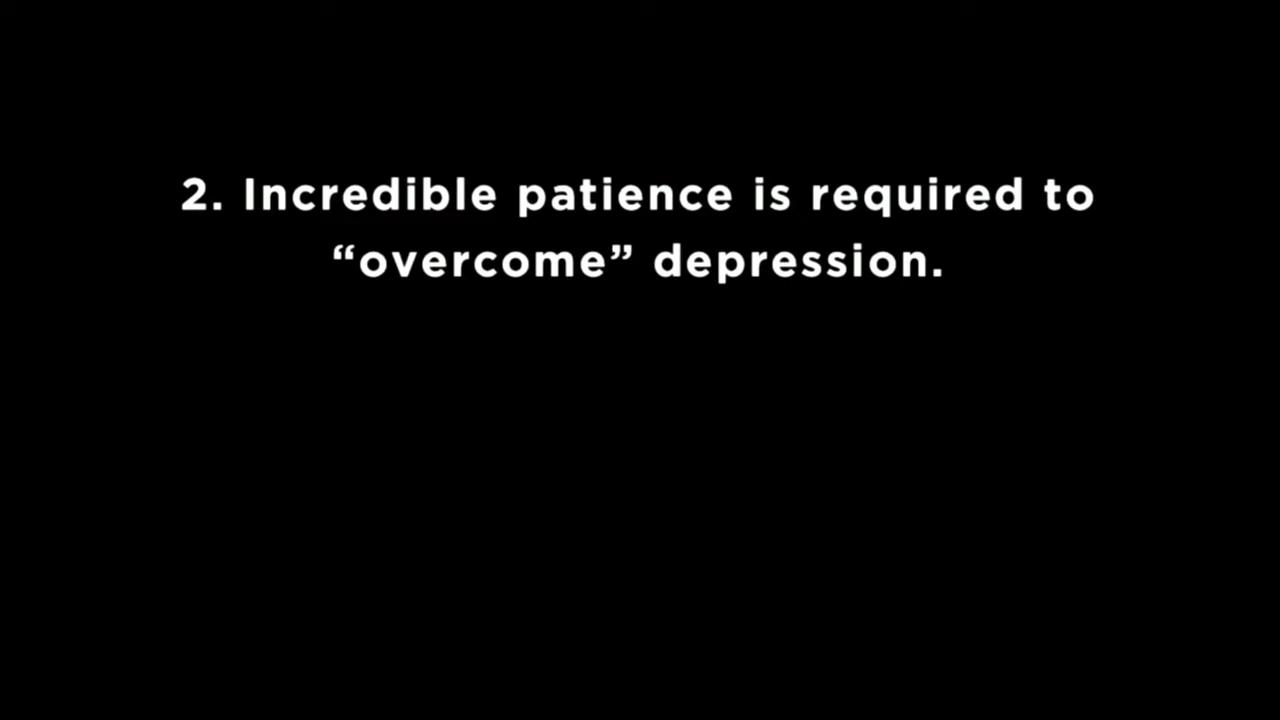 2. Incredible patience is required to
“overcome” depression.